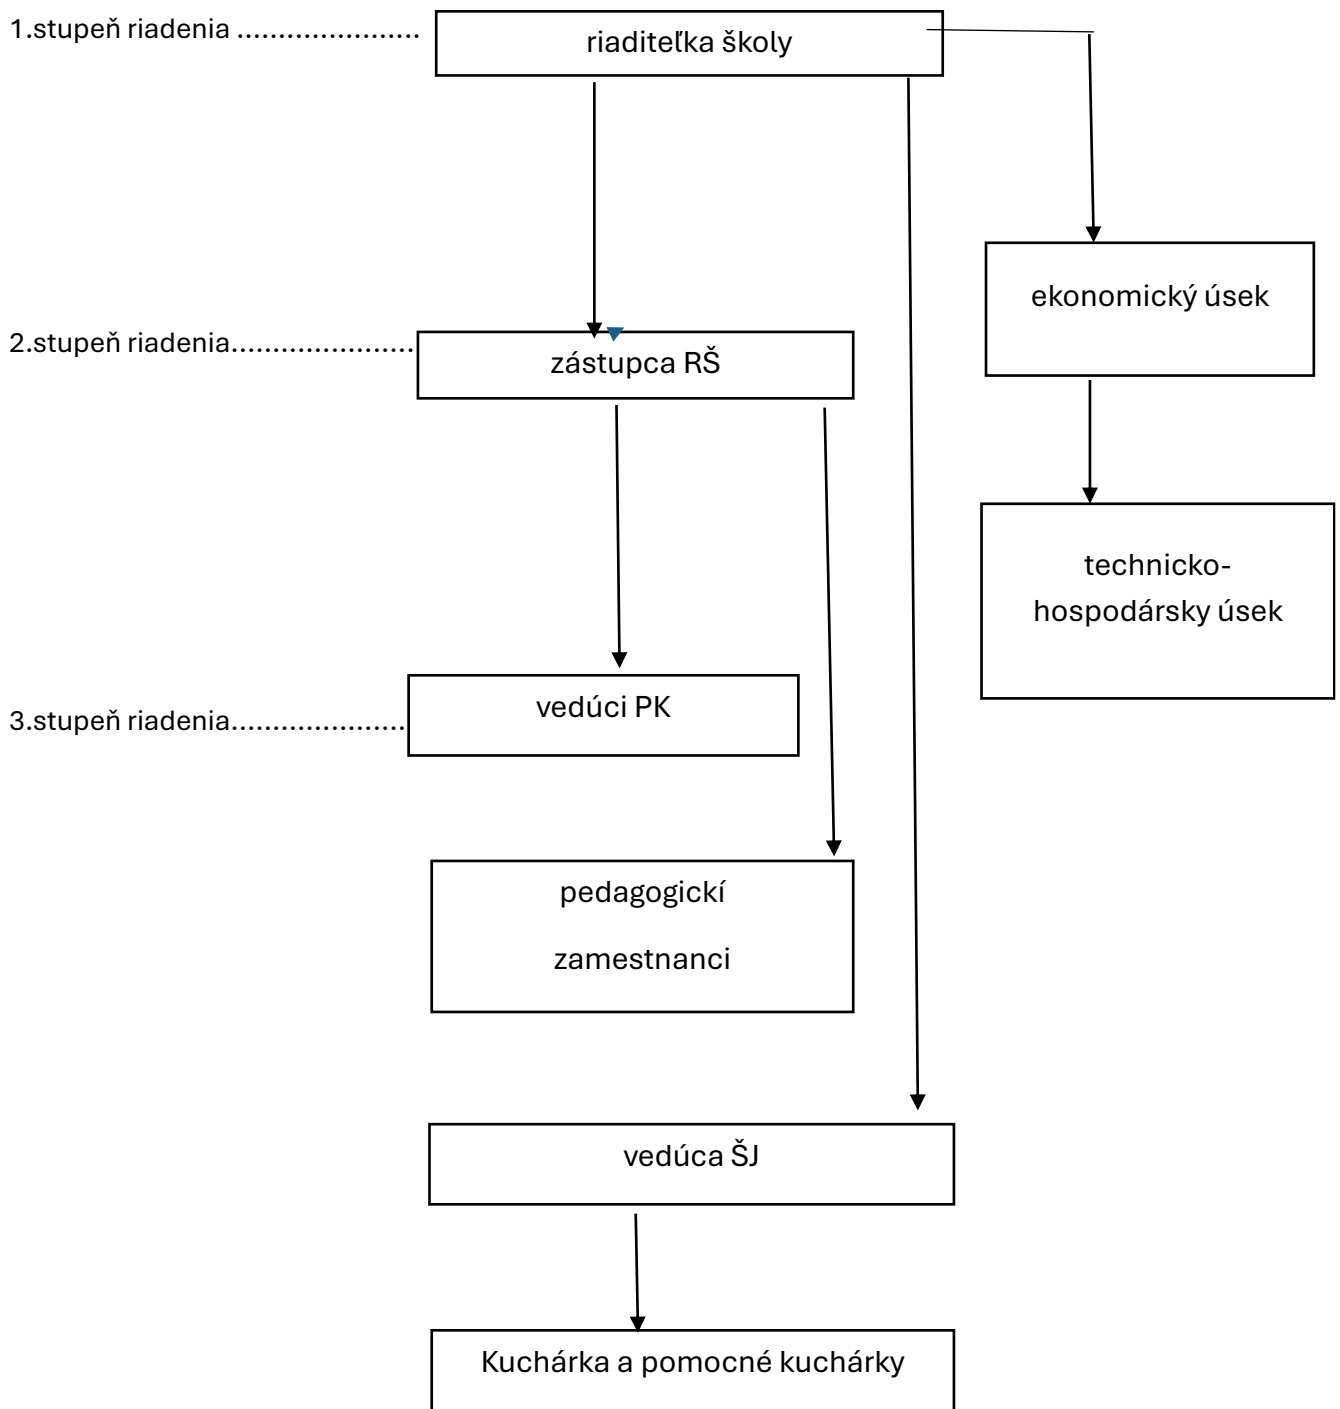 1.stupeň riadenia ......................
riaditeľka školy
ekonomický úsek
2.stupeň riadenia......................
zástupca RŠ
technicko-
hospodársky úsek
vedúci PK
3.stupeň riadenia.....................
pedagogickí
zamestnanci
vedúca ŠJ
Kuchárka a pomocné kuchárky